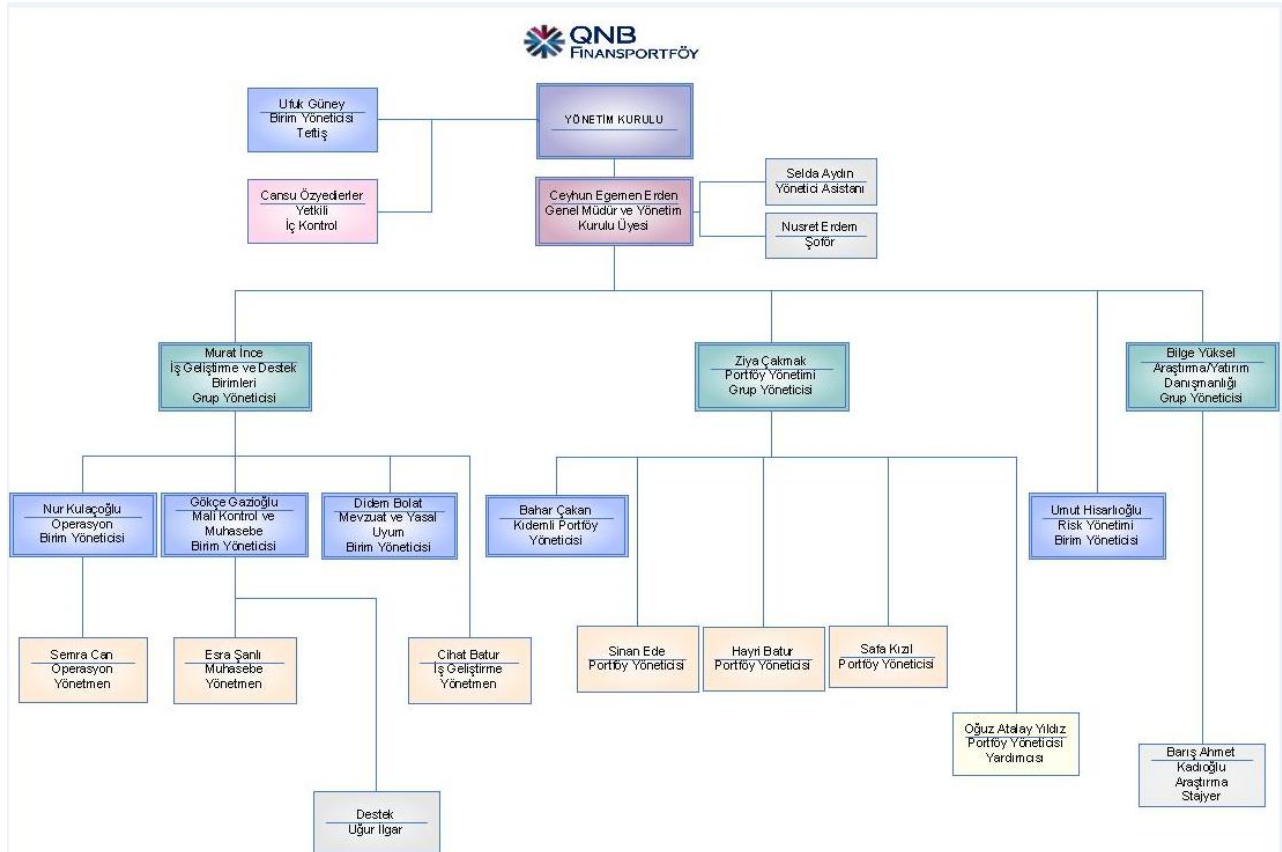 QNB
FİNANSPORTFÖY
Ufuk Güney
Birim Yöneticisi
Teftiş
YÖNETİM KURULU
Cansu Özyedierler
Yetkili
İç Kontrol
Ceyhun Egemen Erden
Genel Müdür ve Yönetim
Kurulu Üyesi
Selda Aydın
Yönetici Asistanı
Nusret Erdem
Şoför
Murat İnce
İş Geliştirme ve Destek
Birimleri
Grup Yöneticisi
Ziya Çakmak
Portföy Yönetimi
Grup Yöneticisi
Bilge Yüksel
Araştırma/Yatırım
Danışmanlığı
Grup Yöneticisi
Nur Kulaçoğlu
Operasyon
Birim Yöneticisi
Gökçe Gazioğlu
Mali Kontrol ve
Muhasebe
Birim Yöneticisi
Didem Bolat
Mevzuat ve Yasal
Uyum
Birim Yöneticisi
Bahar Çakan
Kıdemli Portföy
Yöneticisi
Umut Hisarlıoğlu
Risk Yönetimi
Birim Yöneticisi
Semra Can
Operasyon
Yönetmen
Esra Şanlı
Muhasebe
Yönetmen
Cihat Batur
İş Geliştirme
Yönetmen
Sinan Ede
Portföy Yöneticisi
Hayri Batur
Portföy Yöneticisi
Safa Kızıl
Portföy Yöneticisi
Oğuz Atalay Yıldız
Portföy Yöneticisi
Yardımcısı
Barış Ahmet
Kadıoğlu
Araştırma
Stajyer
Destek
Uğur Ilgar